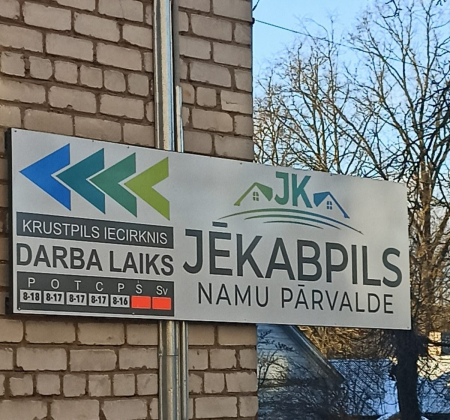 KRUSTPILS IECIRKNIS
DARBA LAIKS
P O T C P S Sv
8-18 8-17 8-17 8-17 8-16
JK
JĒKABPILS
NAMU PĀRVALDE